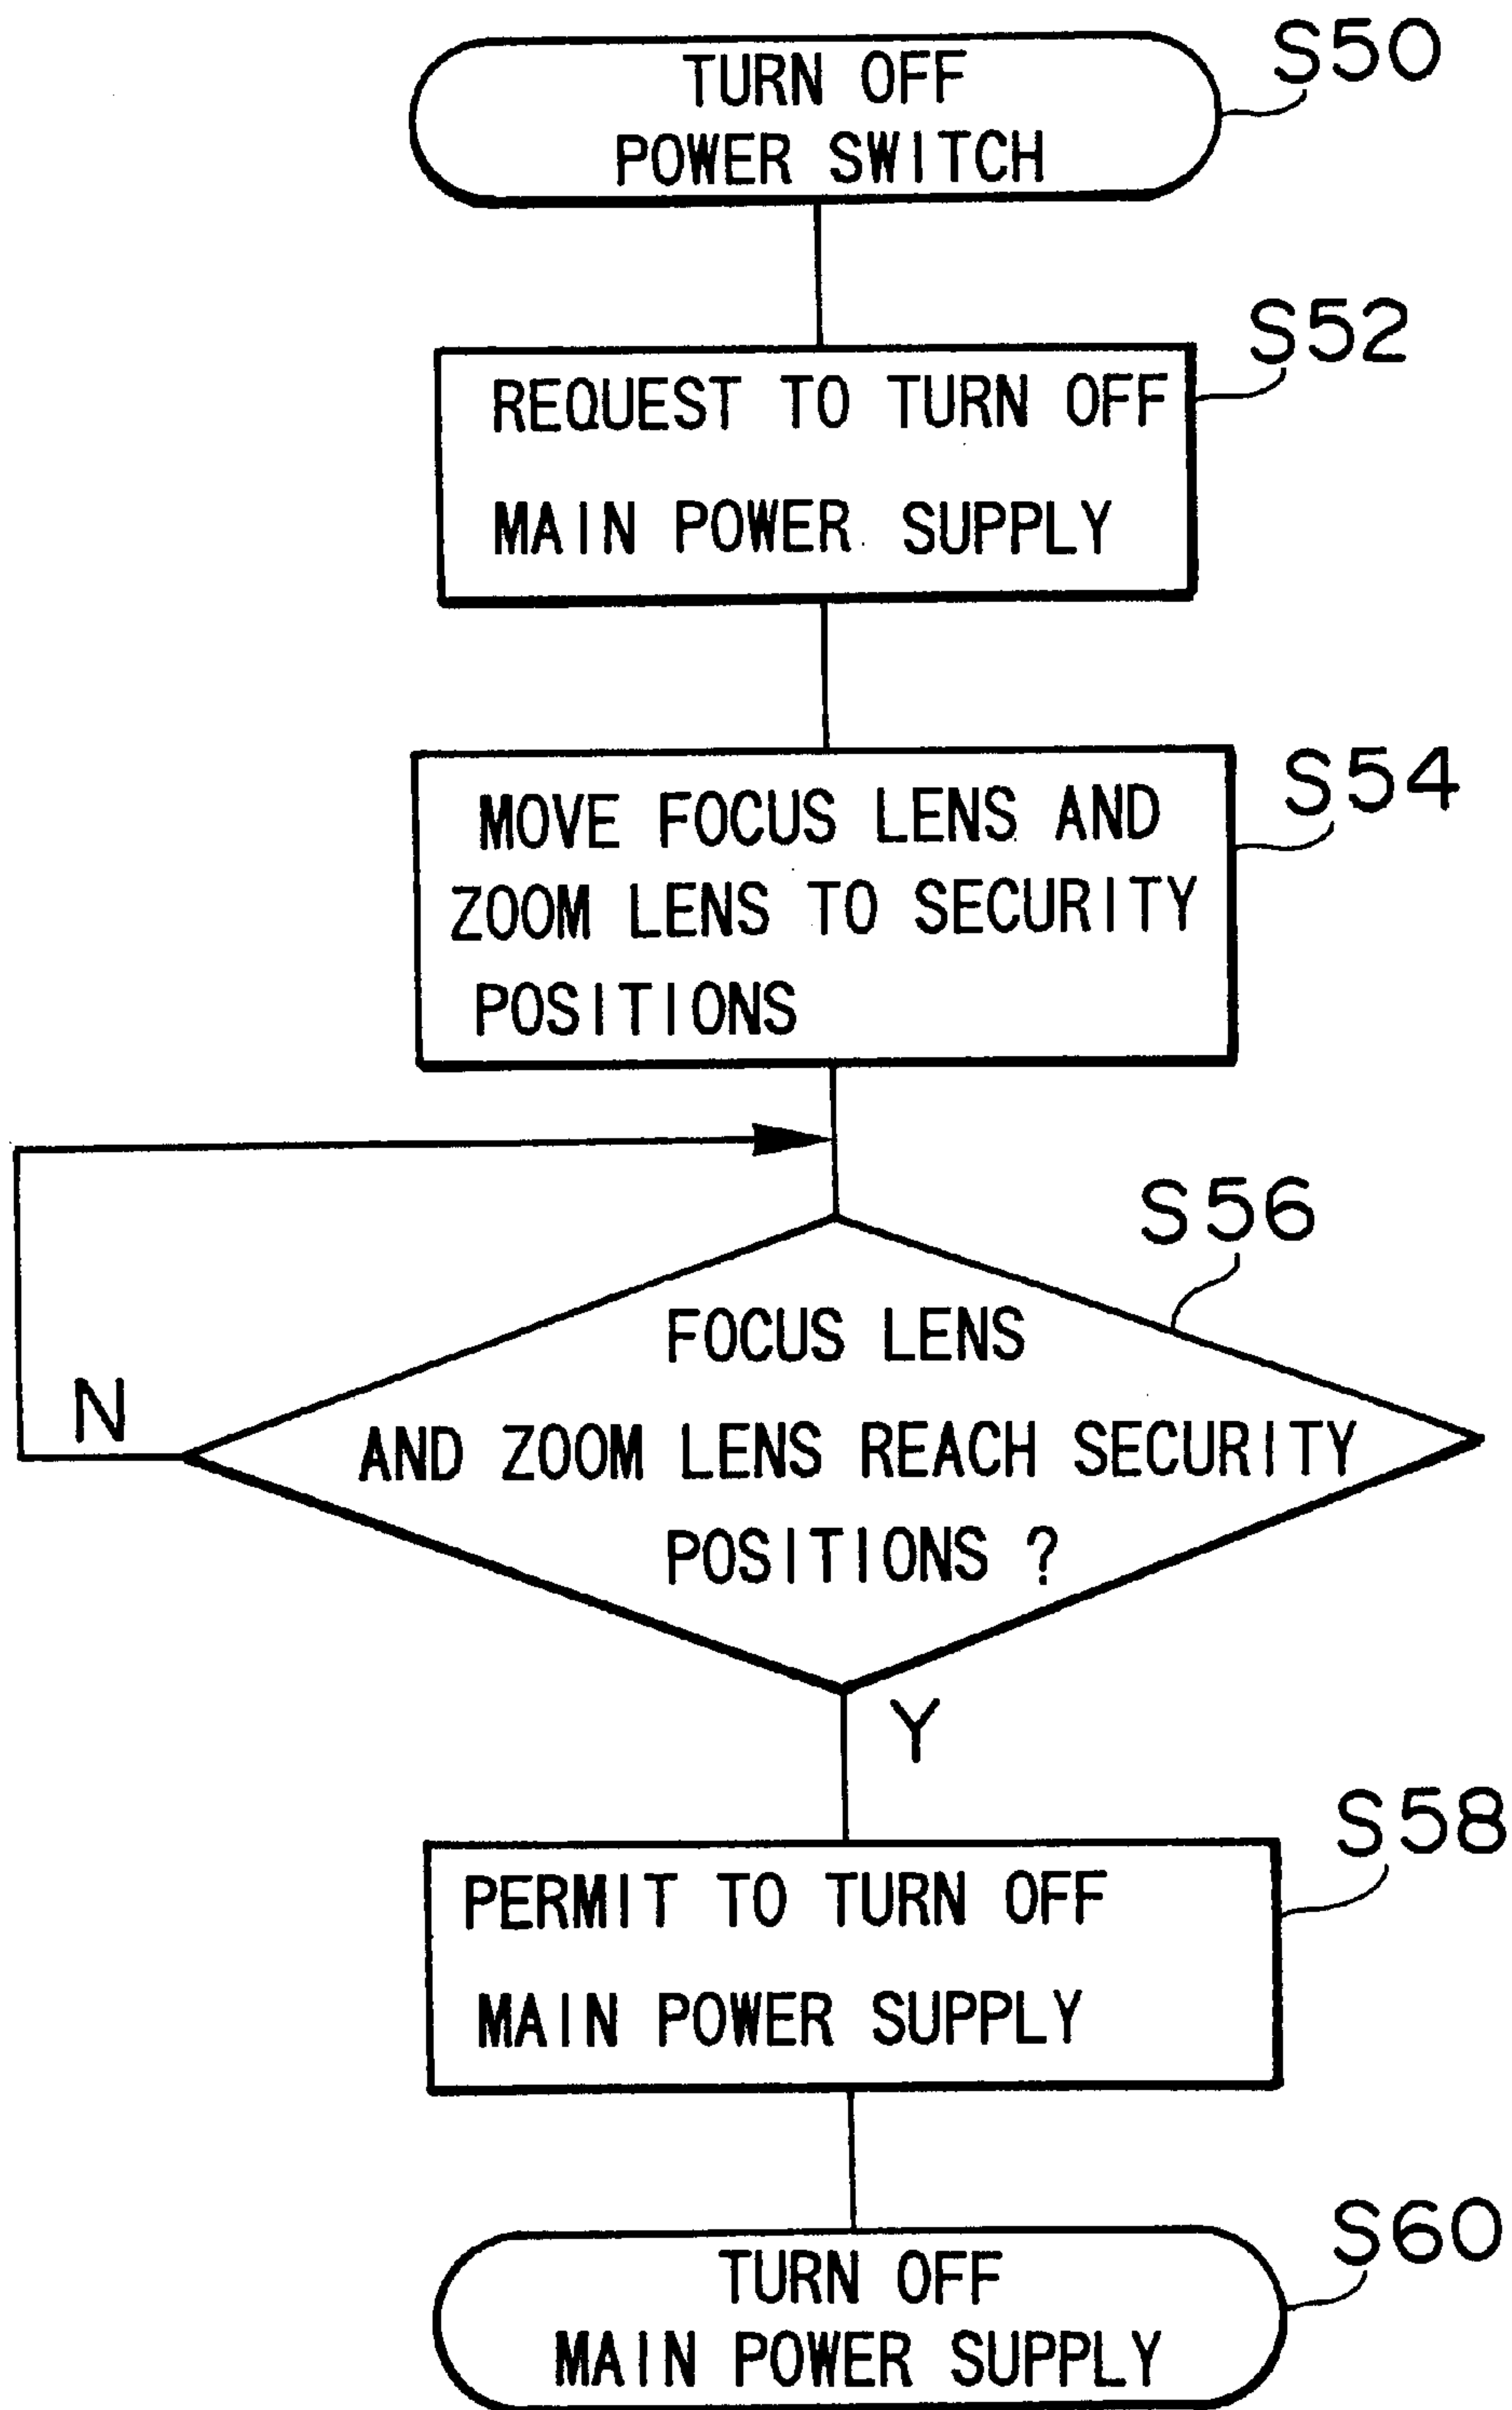 TURN OFF
POWER SWITCH
S50
REQUEST TO TURN OFF
MAIN POWER SUPPLY
S52
MOVE FOCUS LENS AND
ZOOM LENS TO SECURITY
POSITIONS
S54
FOCUS LENS
AND ZOOM LENS REACH SECURITY
POSITIONS ?
S56
N
Y
PERMIT TO TURN OFF
MAIN POWER SUPPLY
S58
TURN OFF
MAIN POWER SUPPLY
S60